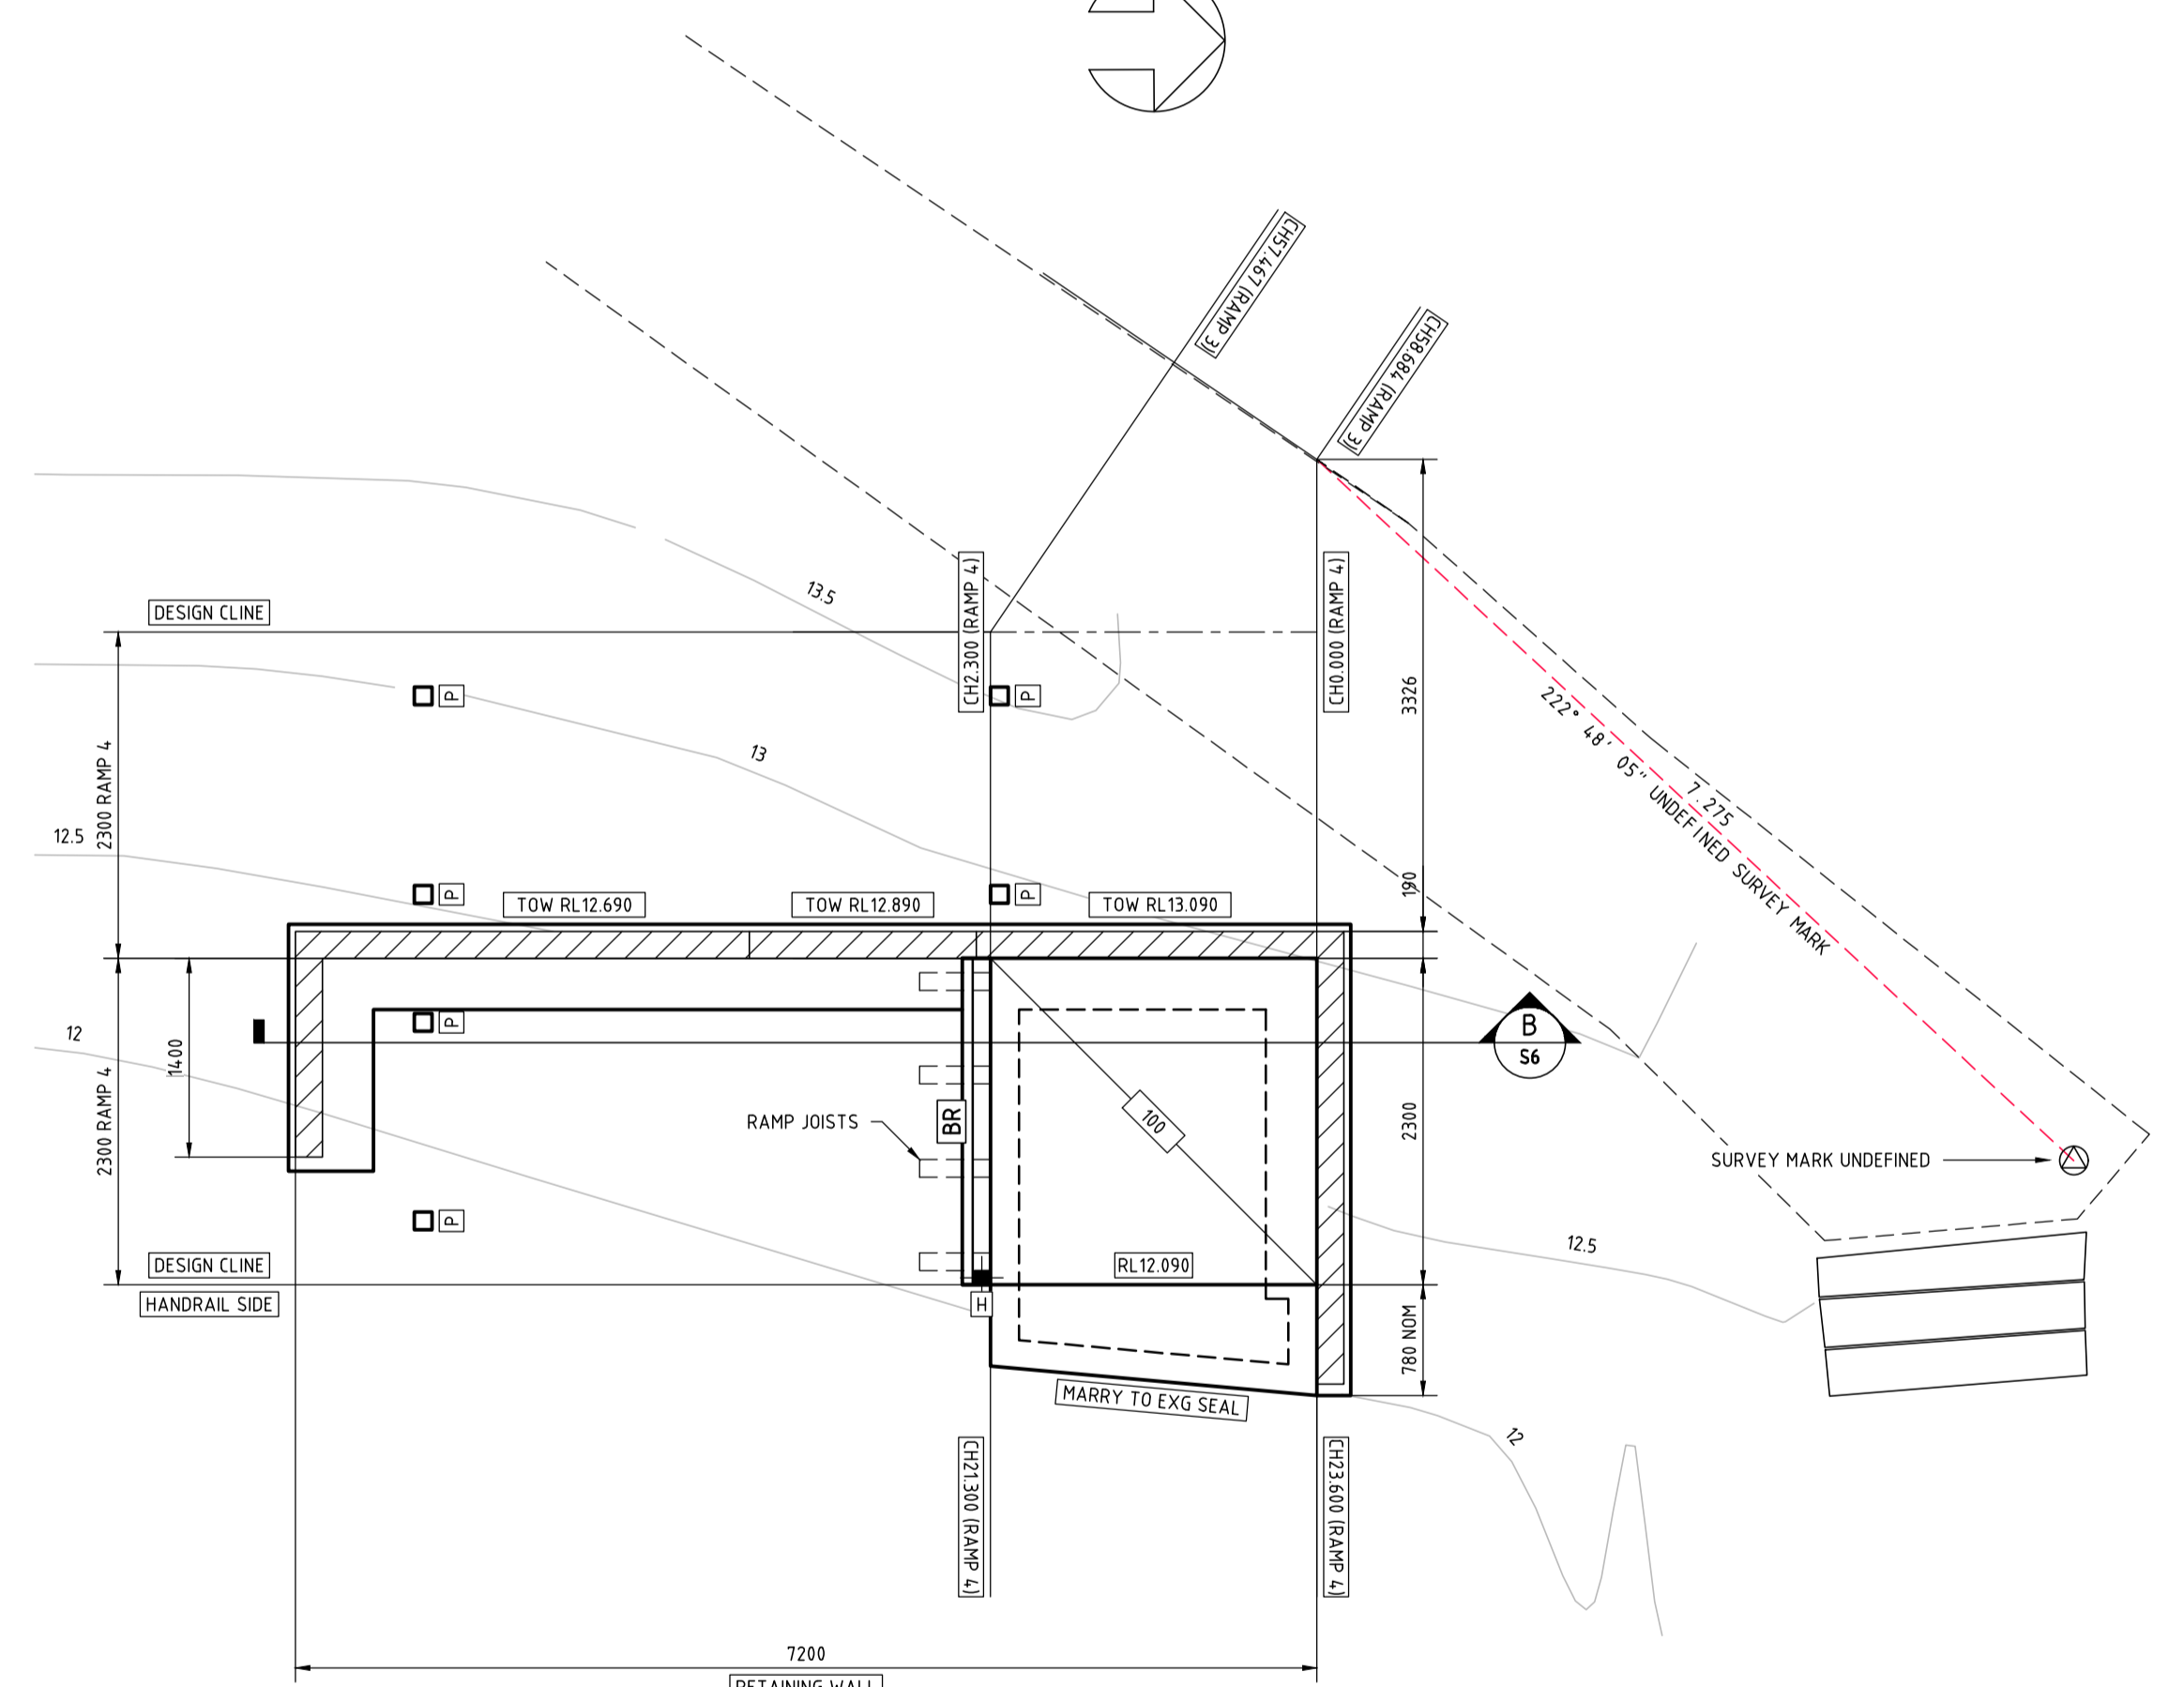 CH57.467 (RAMP 3)
CH58.684 (RAMP 3)
13.5
CH2.300 (RAMP 4)
CH0.000 (RAMP 4)
DESIGN CLINE
3326
222° 48' 05" UNDEFINED SURVEY MARK
7.275
P
P
13
2300 RAMP 4
12.5
190
P
P
TOW RL12.690
TOW RL12.890
TOW RL13.090
12
1400
P
B
S6
2300 RAMP 4
RAMP JOISTS
BR
100
2300
SURVEY MARK UNDEFINED
P
DESIGN CLINE
RL12.090
12.5
HANDRAIL SIDE
H
780 NOM
MARRY TO EXG SEAL
12
CH21.300 (RAMP 4)
CH23.600 (RAMP 4)
7200
RETAINING WALL